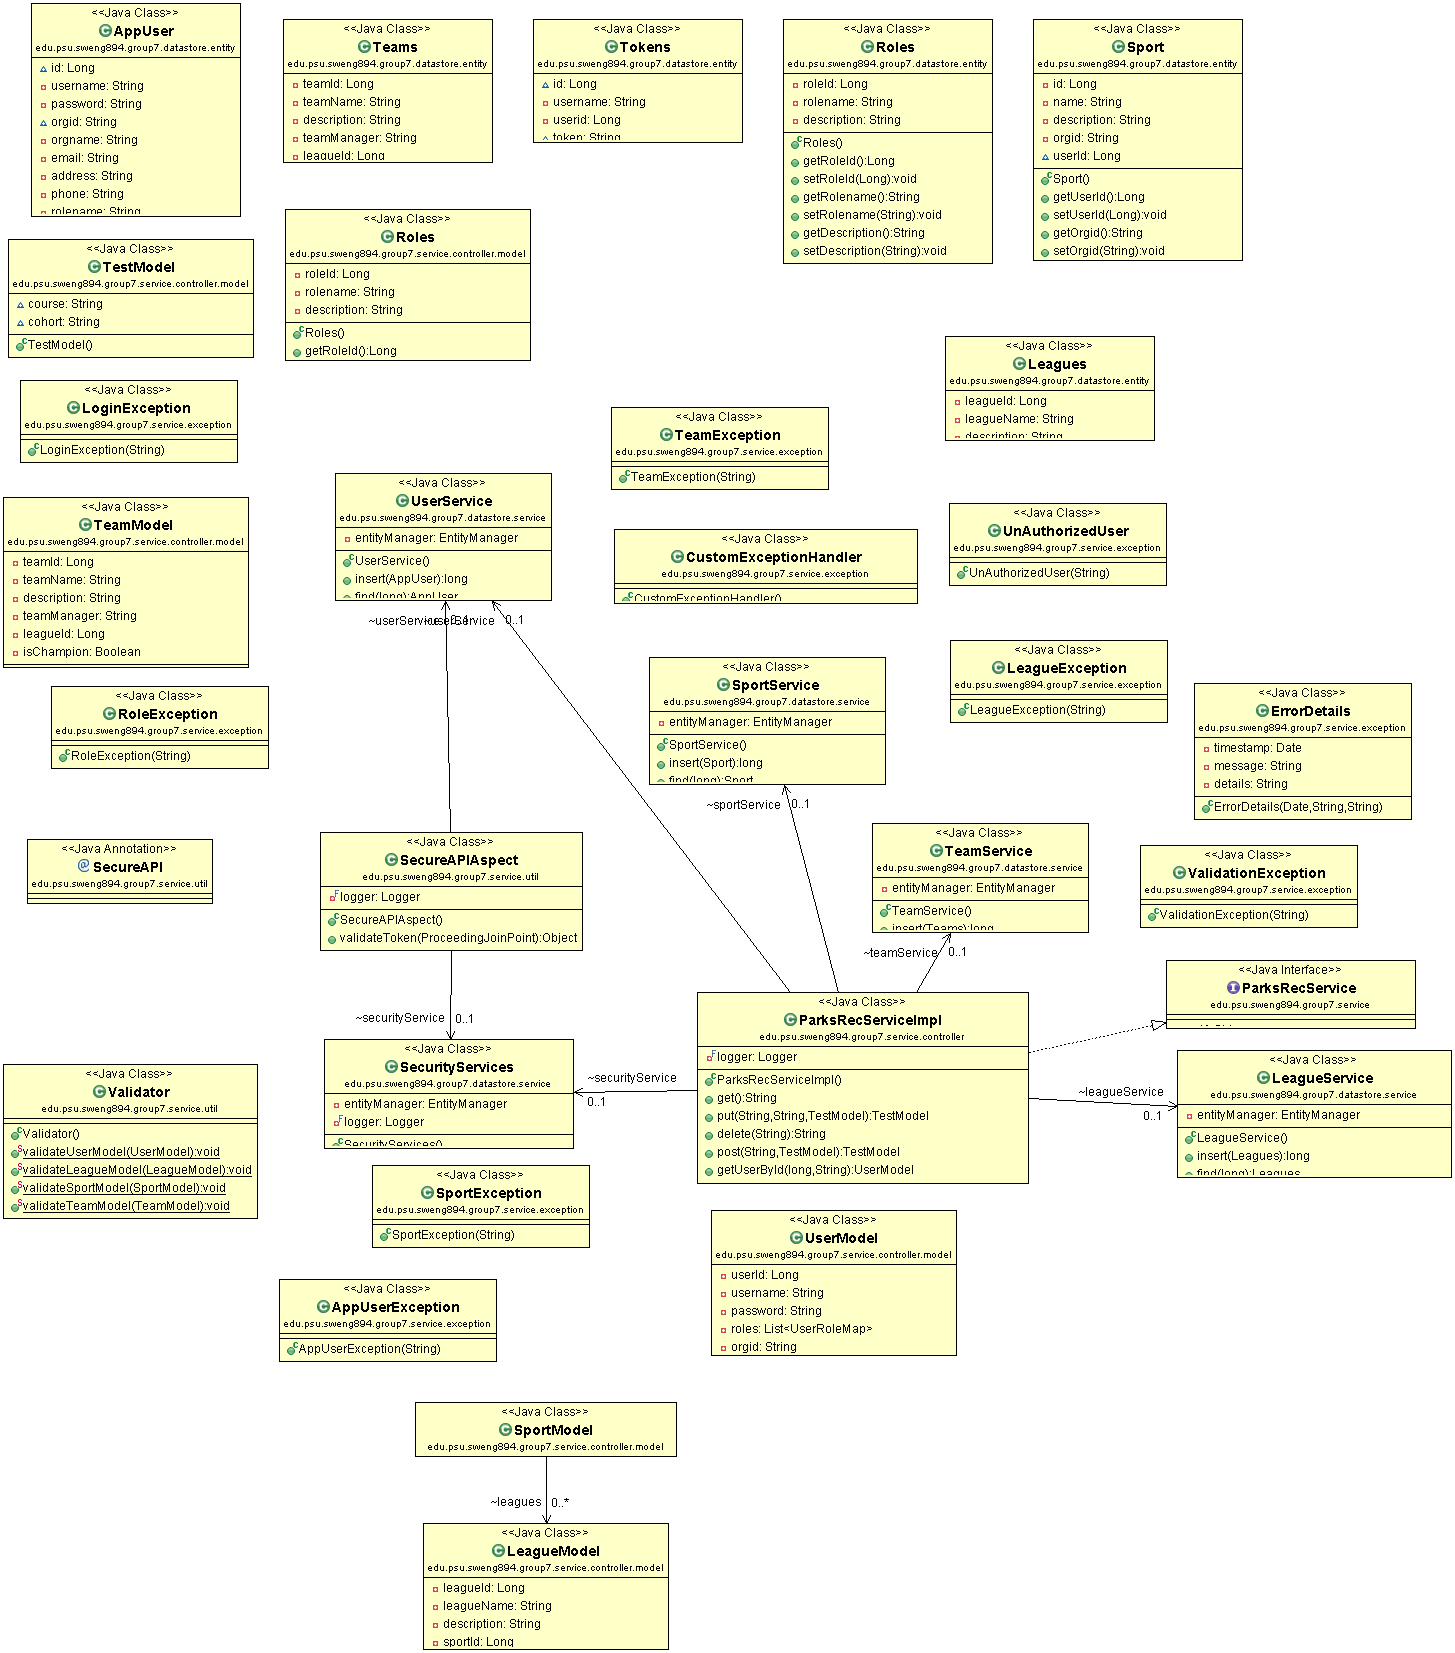 <<Java Class>>
AppUser
edu.psu.sweng894.group7.datastore.entity
id: Long
username: String
password: String
orgid: String
orgname: String
email: String
address: String
phone: String
rolename: String
<<Java Class>>
Teams
edu.psu.sweng894.group7.datastore.entity
teamId: Long
teamName: String
description: String
teamManager: String
leagueId: Long
<<Java Class>>
Tokens
edu.psu.sweng894.group7.datastore.entity
id: Long
username: String
userid: Long
token: String
<<Java Class>>
Roles
edu.psu.sweng894.group7.datastore.entity
roleId: Long
rolename: String
description: String
Roles()
getRoleId():Long
setRoleId(Long):void
getRolename():String
setRolename(String):void
getDescription():String
setDescription(String):void
<<Java Class>>
Sport
edu.psu.sweng894.group7.datastore.entity
id: Long
name: String
description: String
orgid: String
userId: Long
Sport()
getUserId():Long
setUserId(Long):void
getOrgid():String
setOrgid(String):void
<<Java Class>>
TestModel
edu.psu.sweng894.group7.service.controller.model
course: String
cohort: String
TestModel()
<<Java Class>>
Roles
edu.psu.sweng894.group7.service.controller.model
roleId: Long
rolename: String
description: String
Roles()
getRoleId():Long
<<Java Class>>
Leagues
edu.psu.sweng894.group7.datastore.entity
leagueId: Long
leagueName: String
description: String
<<Java Class>>
LoginException
edu.psu.sweng894.group7.service.exception
LoginException(String)
<<Java Class>>
TeamException
edu.psu.sweng894.group7.service.exception
TeamException(String)
<<Java Class>>
UserService
edu.psu.sweng894.group7.datastore.service
entityManager: EntityManager
UserService()
insert(AppUser):long
find(long):AppUser
<<Java Class>>
TeamModel
edu.psu.sweng894.group7.service.controller.model
teamId: Long
teamName: String
description: String
teamManager: String
leagueId: Long
isChampion: Boolean
<<Java Class>>
CustomExceptionHandler
edu.psu.sweng894.group7.service.exception
CustomExceptionHandler()
<<Java Class>>
UnAuthorizedUser
edu.psu.sweng894.group7.service.exception
UnAuthorizedUser(String)
~userService 0..1
~userService 0..1
<<Java Class>>
LeagueException
edu.psu.sweng894.group7.service.exception
LeagueException(String)
<<Java Class>>
SportService
edu.psu.sweng894.group7.datastore.service
entityManager: EntityManager
SportService()
insert(Sport):long
find(long):Sport
<<Java Class>>
RoleException
edu.psu.sweng894.group7.service.exception
RoleException(String)
<<Java Class>>
ErrorDetails
edu.psu.sweng894.group7.service.exception
timestamp: Date
message: String
details: String
ErrorDetails(Date,String,String)
~sportService 0..1
<<Java Class>>
TeamService
edu.psu.sweng894.group7.datastore.service
entityManager: EntityManager
TeamService()
insert(Teams):long
<<Java Annotation>>
SecureAPI
edu.psu.sweng894.group7.service.util
<<Java Class>>
SecureAPIAspect
edu.psu.sweng894.group7.service.util
logger: Logger
SecureAPIAspect()
validateToken(ProceedingJoinPoint):Object
<<Java Class>>
ValidationException
edu.psu.sweng894.group7.service.exception
ValidationException(String)
~teamService 0..1
<<Java Interface>>
ParksRecService
edu.psu.sweng894.group7.service
~securityService 0..1
<<Java Class>>
ParksRecServiceImpl
edu.psu.sweng894.group7.service.controller
logger: Logger
ParksRecServiceImpl()
get():String
put(String,String,TestModel):TestModel
delete(String):String
post(String,TestModel):TestModel
getUserById(long,String):UserModel
<<Java Class>>
SecurityServices
edu.psu.sweng894.group7.datastore.service
entityManager: EntityManager
logger: Logger
SecurityServices()
~securityService
0..1
~leagueService
0..1
<<Java Class>>
LeagueService
edu.psu.sweng894.group7.datastore.service
entityManager: EntityManager
LeagueService()
insert(Leagues):long
find(long):Leagues
<<Java Class>>
Validator
edu.psu.sweng894.group7.service.util
Validator()
validateUserModel(UserModel):void
validateLeagueModel(LeagueModel):void
validateSportModel(SportModel):void
validateTeamModel(TeamModel):void
<<Java Class>>
SportException
edu.psu.sweng894.group7.service.exception
SportException(String)
<<Java Class>>
UserModel
edu.psu.sweng894.group7.service.controller.model
userId: Long
username: String
password: String
roles: List<UserRoleMap>
orgid: String
<<Java Class>>
AppUserException
edu.psu.sweng894.group7.service.exception
AppUserException(String)
<<Java Class>>
SportModel
edu.psu.sweng894.group7.service.controller.model
~leagues 0..*
<<Java Class>>
LeagueModel
edu.psu.sweng894.group7.service.controller.model
leagueId: Long
leagueName: String
description: String
sportId: Long